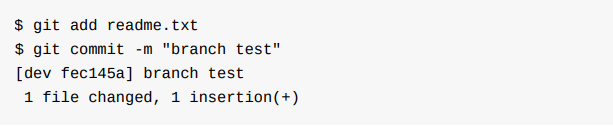 $ git add readme.txt
$ git commit -m "branch test"
[dev fec145a] branch test
 1 file changed, 1 insertion(+)